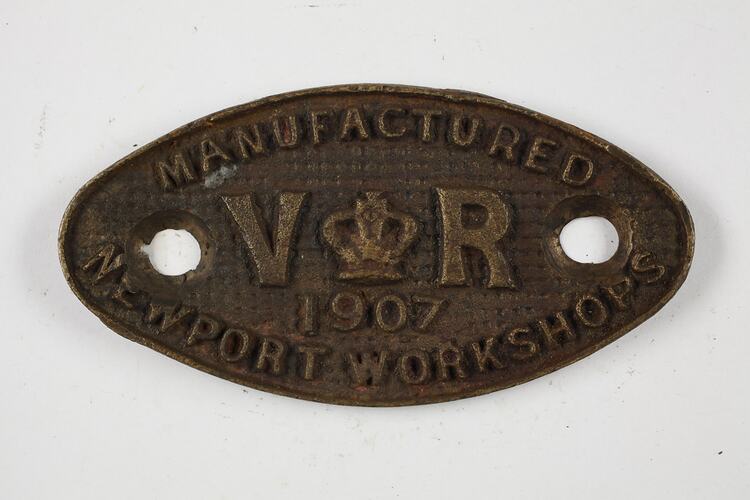 MANUFACTURED
V R
1907
NEWPORT WORKSHOPS